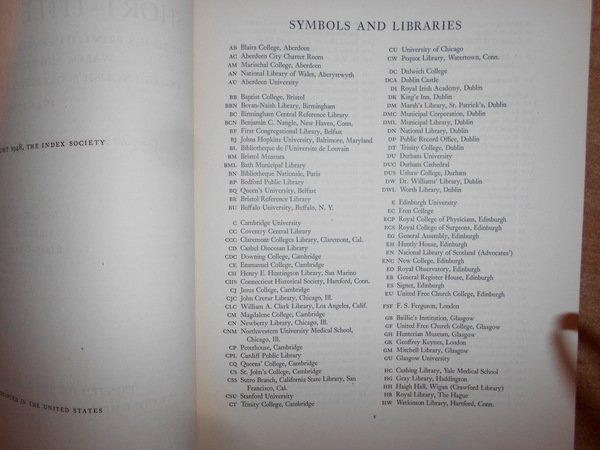 1948, THE INDEX SOCIETY
IN THE UNITED STATES
SYMBOLS AND LIBRARIES
AB Blairs College, Aberdeen
AC Aberdeen City Charter Room
AM Marischal College, Aberdeen
AN National Library of Wales, Aberystwyth
AU Aberdeen University
BB Baptist College, Bristol
BBN Bevan-Naish Library, Birmingham
BC Birmingham Central Reference Library
BCN Benjamin C. Nangle, New Haven, Conn.
BF First Congregational Library, Belfast
BJ Johns Hopkins University, Baltimore, Maryland
BL Bibliotheque de l'Universite de Louvain
BM Bristol Museum
BML Bath Municipal Library
BN Bibliotheque Nationale, Paris
BP Bedford Public Library
BQ Queen's University, Belfast
BR Bristol Reference Library
BU Buffalo University, Buffalo, N. Y.
C Cambridge University
CC Coventry Central Library
CCC Claremont Colleges Library, Claremont, Cal.
CD Cashel Diocesan Library
CDC Downing College, Cambridge
CE Emmanuel College, Cambridge
CH Henry E. Huntington Library, San Marino
CHS Connecticut Historical Society, Hartford, Conn.
CJ Jesus College, Cambridge
CJC John Crerar Library, Chicago, Ill.
CLC William A. Clark Library, Los Angeles, Calif.
CM Magdalene College, Cambridge
CN Newberry Library, Chicago, Ill.
CNM Northwestern University Medical School,
Chicago, Ill.
CP Peterhouse, Cambridge
CPL Cardiff Public Library
CQ Queens' College, Cambridge
CS St. John's College, Cambridge
CSS Sutro Branch, California State Library, San
Francisco, Cal.
CSU Stanford University
CT Trinity College, Cambridge
CU University of Chicago
CW Pequot Library, Watertown, Conn.
DC Dulwich College
DCA Dublin Castle
DI Royal Irish Academy, Dublin
DK King's Inn, Dublin
DM Marsh's Library, St. Patrick's, Dublin
DMC Municipal Corporation, Dublin
DML Municipal Library, Dublin
DN National Library, Dublin
DP Public Record Office, Dublin
DT Trinity College, Dublin
DU Durham University
DUC Durham Cathedral
DUS Ushaw College, Durham
DW Dr. Williams' Library, Dublin
DWL Worth Library, Dublin
E Edinburgh University
EC Eton College
ECP Royal College of Physicians, Edinburgh
ECS Royal College of Surgeons, Edinburgh
EG General Assembly, Edinburgh
EH Huntly House, Edinburgh
EN National Library of Scotland (Advocates')
ENC New College, Edinburgh
EO Royal Observatory, Edinburgh
ER General Register House, Edinburgh
ES Signet, Edinburgh
EU United Free Church College, Edinburgh
FSF F. S. Ferguson, London
GB Baillie's Institution, Glasgow
GF United Free Church College, Glasgow
GH Hunterian Museum, Glasgow
GK Geoffrey Keynes, London
GM Mitchell Library, Glasgow
GU Glasgow University
HC Cushing Library, Yale Medical School
HG Gray Library, Haddington
HH Haigh Hall, Wigan (Crawford Library)
HR Royal Library, The Hague
HW Watkinson Library, Hartford, Conn.
v